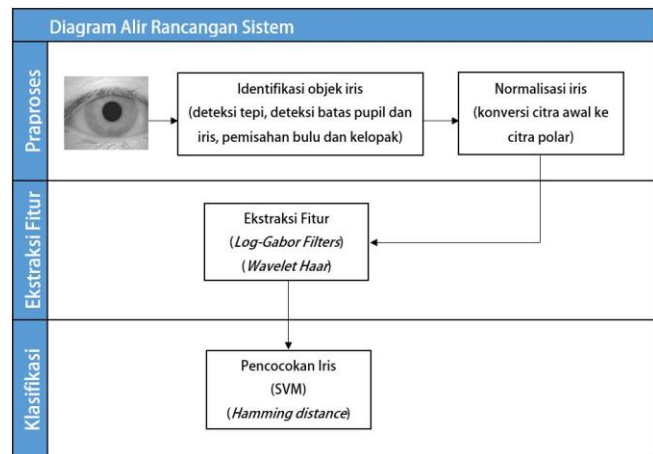 Diagram Alir Rancangan Sistem
Praproses
Identifikasi objek iris
(deteksi tepi, deteksi batas pupil dan
iris, pemisahan bulu dan kelopak)
Normalisasi iris
(konversi citra awal ke
citra polar)
Ekstraksi Fitur
Ekstraksi Fitur
(Log-Gabor Filters)
(Wavelet Haar)
Klasifikasi
Pencocokan Iris
(SVM)
(Hamming distance)